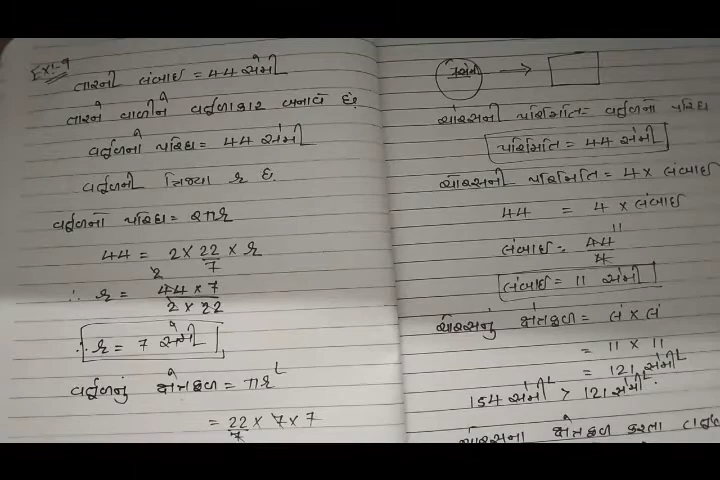 Ex:-9
તારની લંબાઇ = 44 સેમી
તારને વાળીને વર્તુળાકાર બનાવે છે.
વર્તુળનો પરિઘ = 44 સેમી
વર્તુળની ત્રિજ્યા r છે.
વર્તુળનો પરિઘ = 2πr
44 = 2 × 22/7 × r
∴ r = 44 × 7 / 2 × 22
2
∴ r = 7 સેમી
વર્તુળનું ક્ષેત્રફળ = πr²
= 22/7 × 7 × 7
→
ચોરસની પરિમિતિ = વર્તુળનો પરિઘ
પરિમિતિ = 44 સેમી
ચોરસની પરિમિતિ = 4 × લંબાઇ
44 = 4 × લંબાઇ
લંબાઇ = 44/4
11
લંબાઇ = 11 સેમી
ચોરસનું ક્ષેત્રફળ = લં × લં
= 11 × 11
= 121 સેમી²
154 સેમી² > 121 સેમી².
ચોરસના ક્ષેત્રફળ કરતા